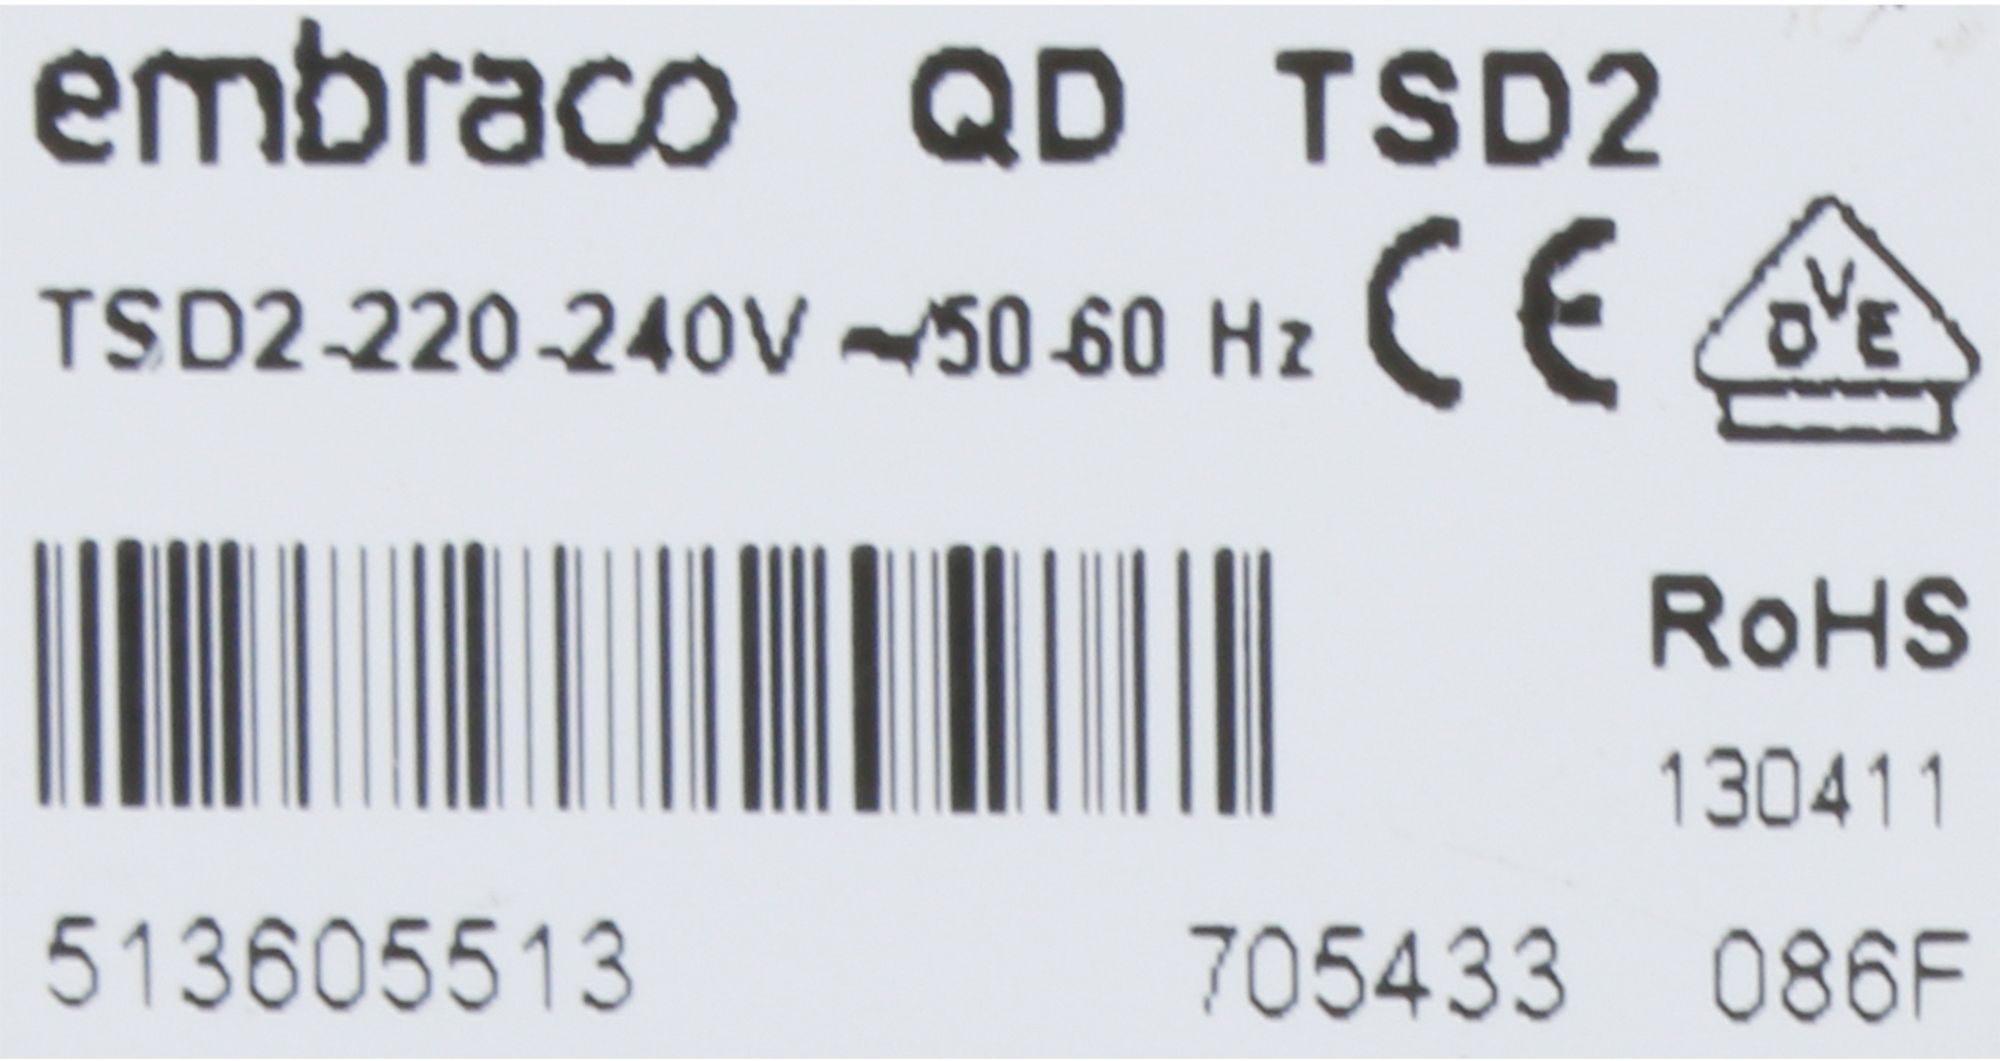 embraco QD TSD2
TSD2-220-240V ~/50-60 Hz CE
DVE
RoHS
130411
513605513 705433 086F